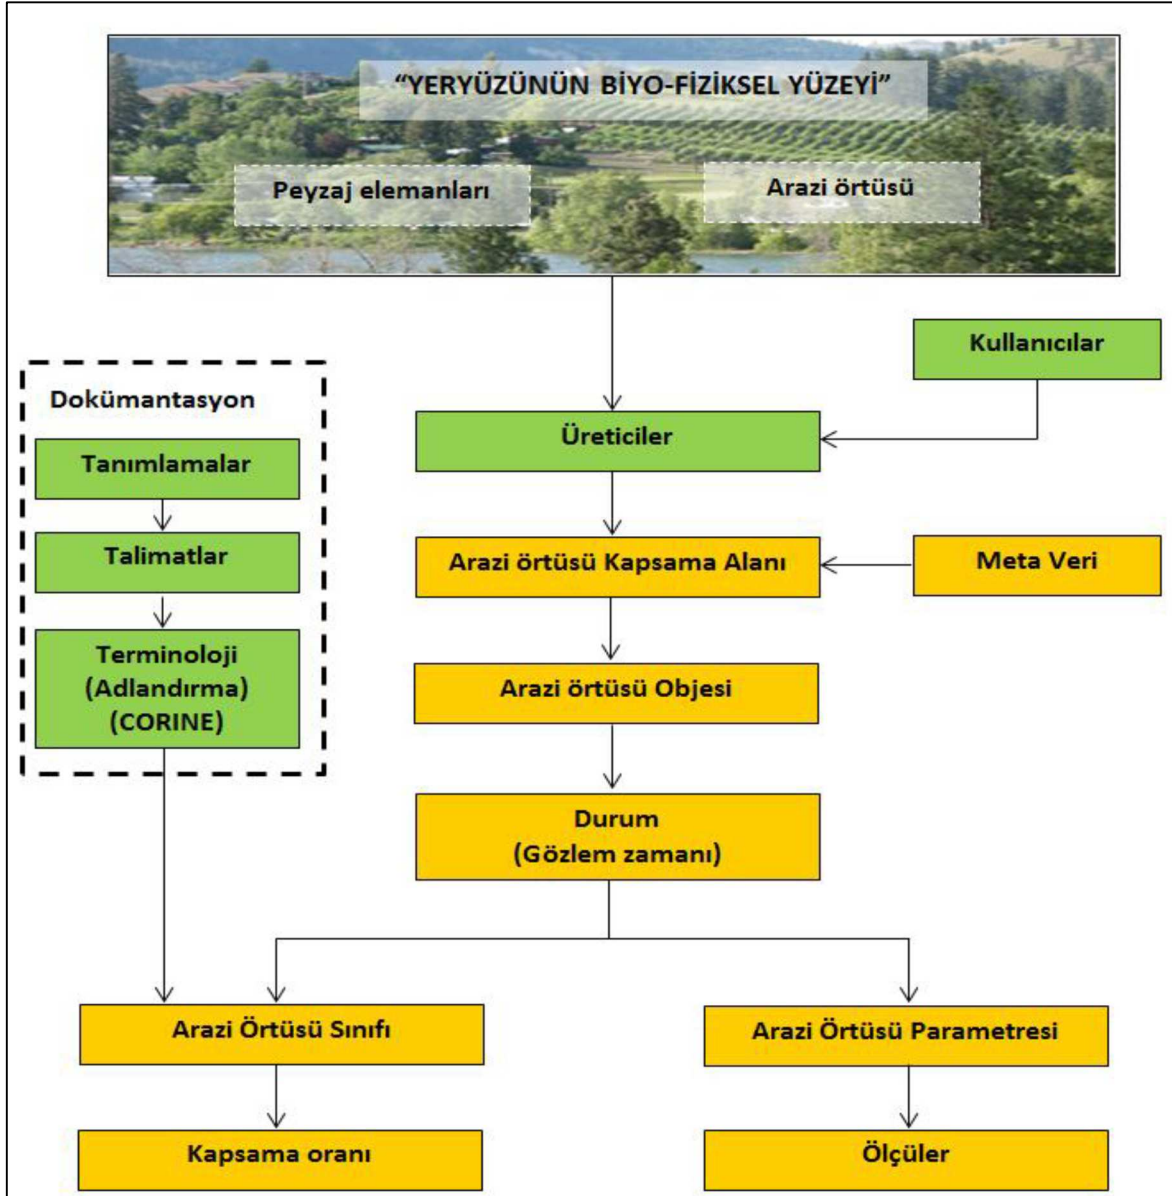 “YERYÜZÜNÜN BİYO-FİZİKSEL YÜZEYİ”
Peyzaj elemanları
Arazi örtüsü
Kullanıcılar
Dokümantasyon
Üreticiler
Tanımlamalar
Talimatlar
Arazi örtüsü Kapsama Alanı
Meta Veri
Terminoloji
(Adlandırma)
(CORINE)
Arazi örtüsü Objesi
Durum
(Gözlem zamanı)
Arazi Örtüsü Sınıfı
Arazi Örtüsü Parametresi
Kapsama oranı
Ölçüler